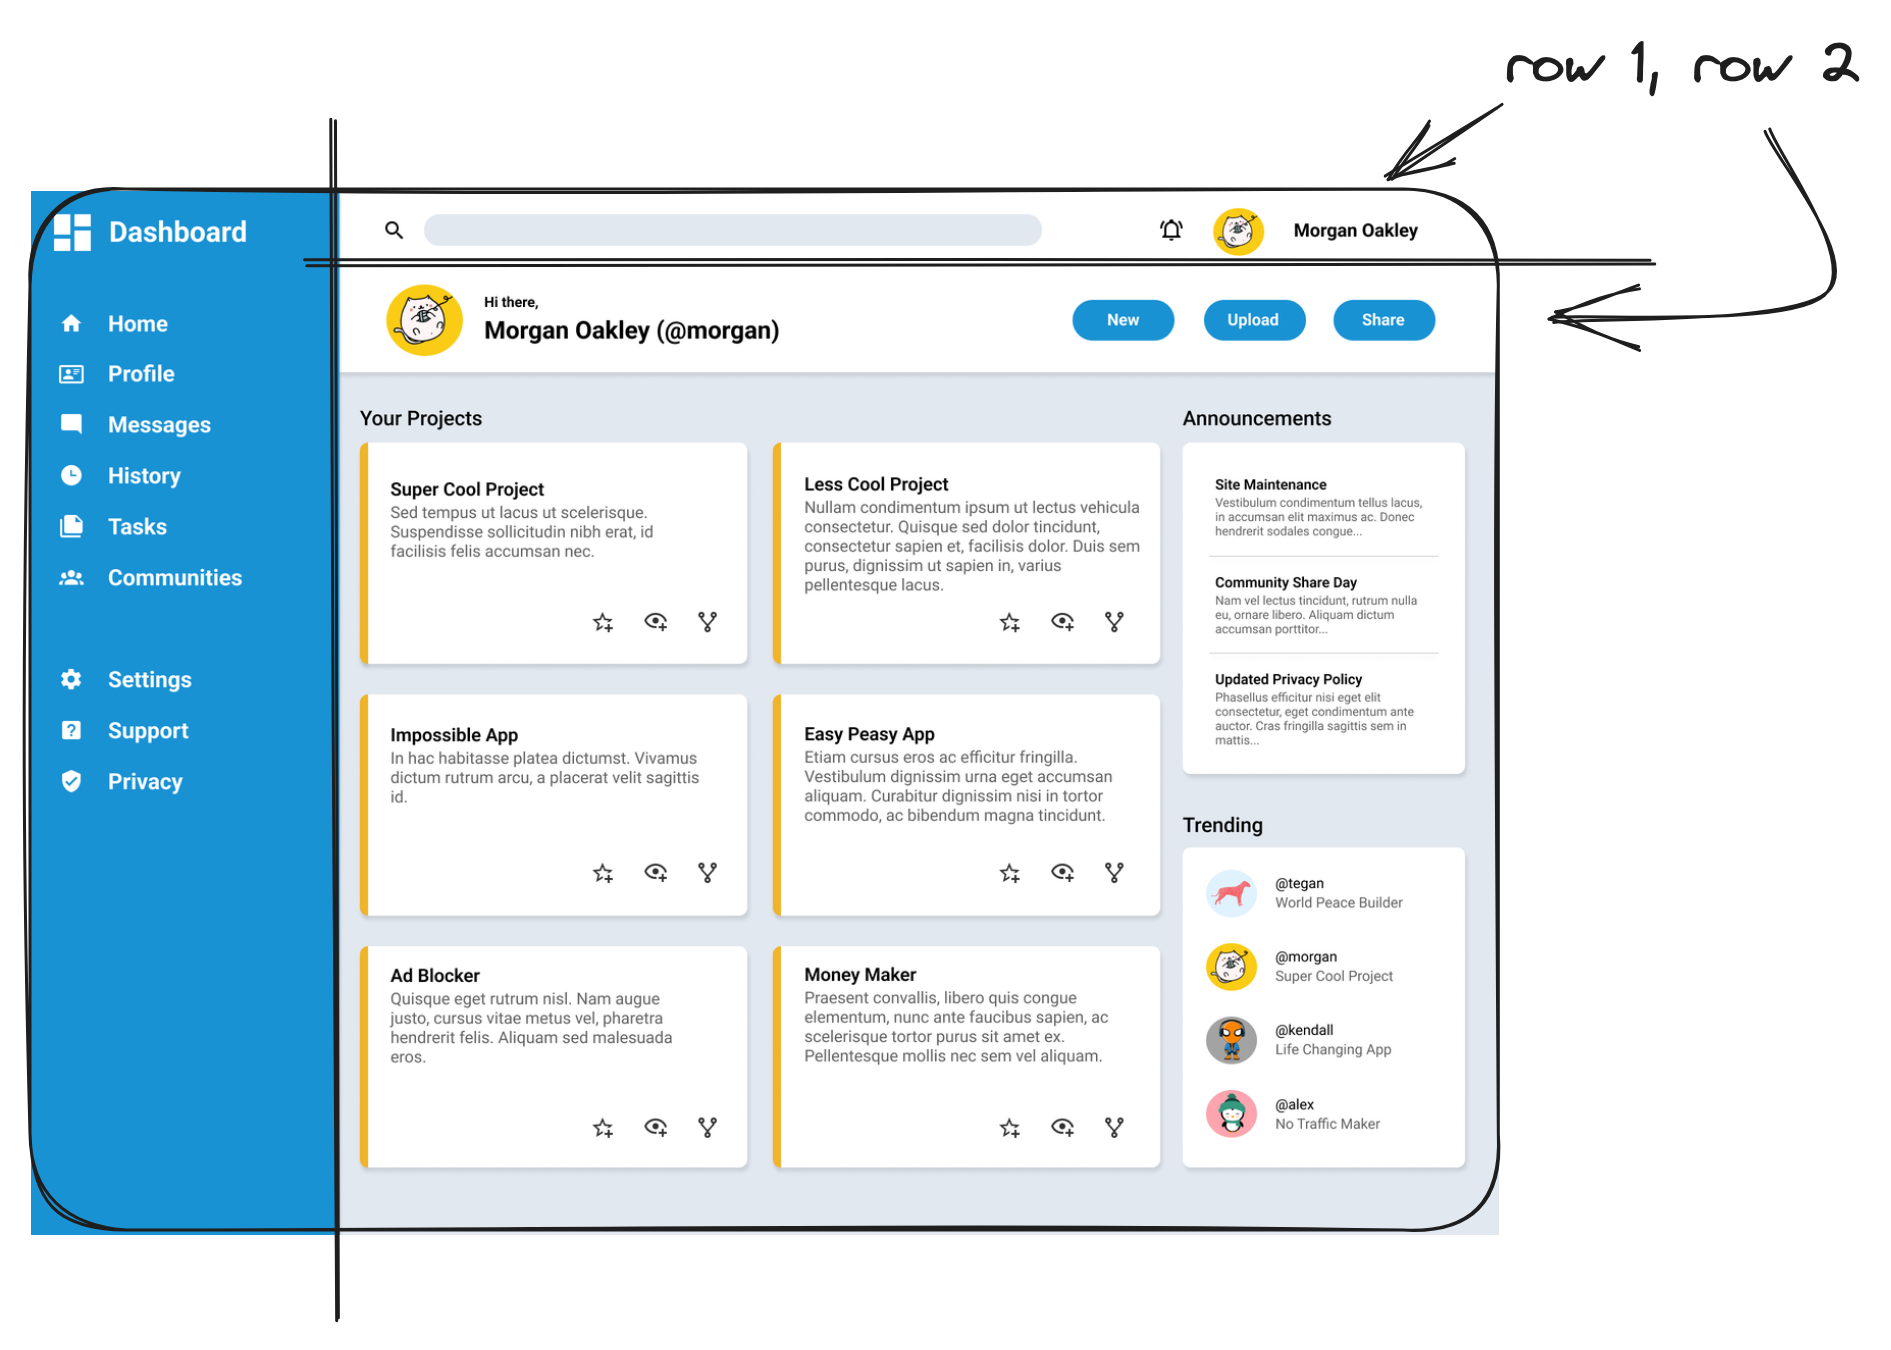 row 1, row 2
Dashboard
Home
Profile
Messages
History
Tasks
Communities
Settings
Support
Privacy
Morgan Oakley
Hi there,
Morgan Oakley (@morgan)
New
Upload
Share
Your Projects
Super Cool Project
Sed tempus ut lacus ut scelerisque.
Suspendisse sollicitudin nibh erat, id
facilisis felis accumsan nec.
Less Cool Project
Nullam condimentum ipsum ut lectus vehicula
consectetur. Quisque sed dolor tincidunt,
consectetur sapien et, facilisis dolor. Duis sem
purus, dignissim ut sapien in, varius
pellentesque lacus.
Impossible App
In hac habitasse platea dictumst. Vivamus
dictum rutrum arcu, a placerat velit sagittis
id.
Easy Peasy App
Etiam cursus eros ac efficitur fringilla.
Vestibulum dignissim urna eget accumsan
aliquam. Curabitur dignissim nisi in tortor
commodo, ac bibendum magna tincidunt.
Ad Blocker
Quisque eget rutrum nisl. Nam augue
justo, cursus vitae metus vel, pharetra
hendrerit felis. Aliquam sed malesuada
eros.
Money Maker
Praesent convallis, libero quis congue
elementum, nunc ante faucibus sapien, ac
scelerisque tortor purus sit amet ex.
Pellentesque mollis nec sem vel aliquam.
Announcements
Site Maintenance
Vestibulum condimentum tellus lacus,
in accumsan elit maximus ac. Donec
hendrerit sodales congue...
Community Share Day
Nam vel lectus tincidunt, rutrum nulla
eu, ornare libero. Aliquam dictum
accumsan porttitor...
Updated Privacy Policy
Phasellus efficitur nisi eget elit
consectetur, eget condimentum ante
auctor. Cras fringilla sagittis sem in
mattis...
Trending
@tegan
World Peace Builder
@morgan
Super Cool Project
@kendall
Life Changing App
@alex
No Traffic Maker